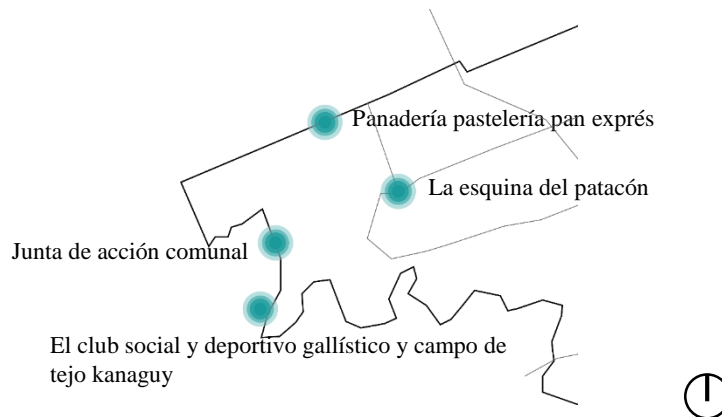 Panadería pastelería pan exprés
La esquina del patacón
Junta de acción comunal
El club social y deportivo gallístico y campo de
tejo kanaguy